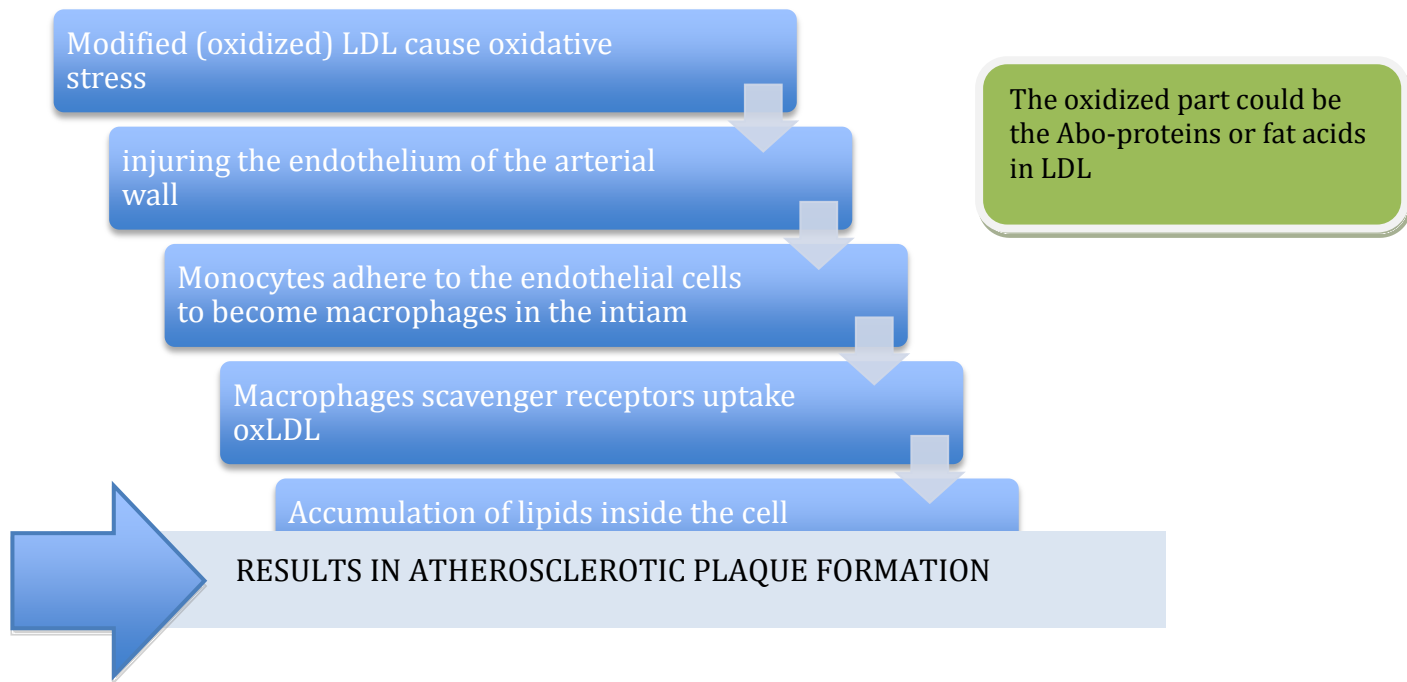 Modified (oxidized) LDL cause oxidative
stress
The oxidized part could be
the Abo-proteins or fat acids
in LDL
injuring the endothelium of the arterial
wall
Monocytes adhere to the endothelial cells
to become macrophages in the intiam
Macrophages scavenger receptors uptake
oxLDL
Accumulation of lipids inside the cell
RESULTS IN ATHEROSCLEROTIC PLAQUE FORMATION